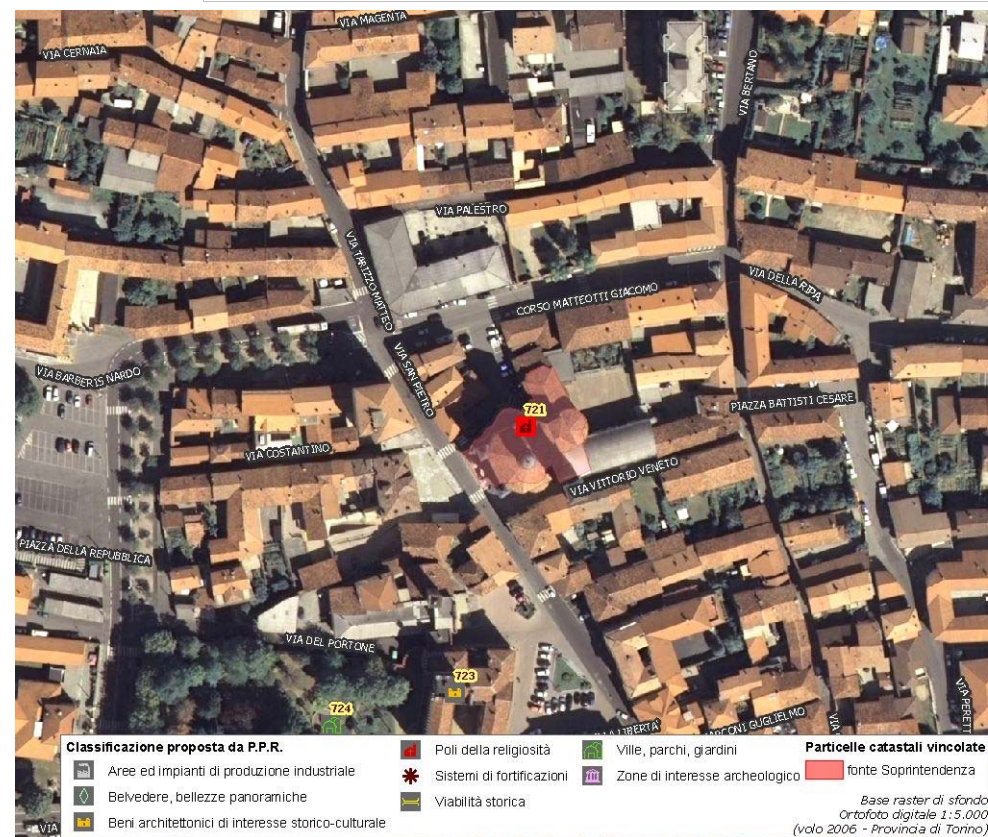 VIA MAGENTA
VIA CERNAIA
VIA BERTANO
VIA PALESTRO
VIA TARIZZO MATTEO
VIA DELLA RIPA
CORSO MATTEOTTI GIACOMO
VIA BARBERIS NARDO
VIA SAN PIETRO
PIAZZA BATTISTI CESARE
721
VIA COSTANTINO
VIA VITTORIO VENETO
PIAZZA DELLA REPUBBLICA
VIA DEL PORTONE
723
724
LIBERTA'
GUGLIELMO
VIA
VIA
Classificazione proposta da P.P.R.
Aree ed impianti di produzione industriale
Belvedere, bellezze panoramiche
Beni architettonici di interesse storico-culturale
Poli della religiosità
Sistemi di fortificazioni
Viabilità storica
Ville, parchi, giardini
Zone di interesse archeologico
Particelle catastali vincolate
fonte Soprintendenza
Base raster di sfondo
Ortofoto digitale 1:5.000
(volo 2006 - Provincia di Torino)